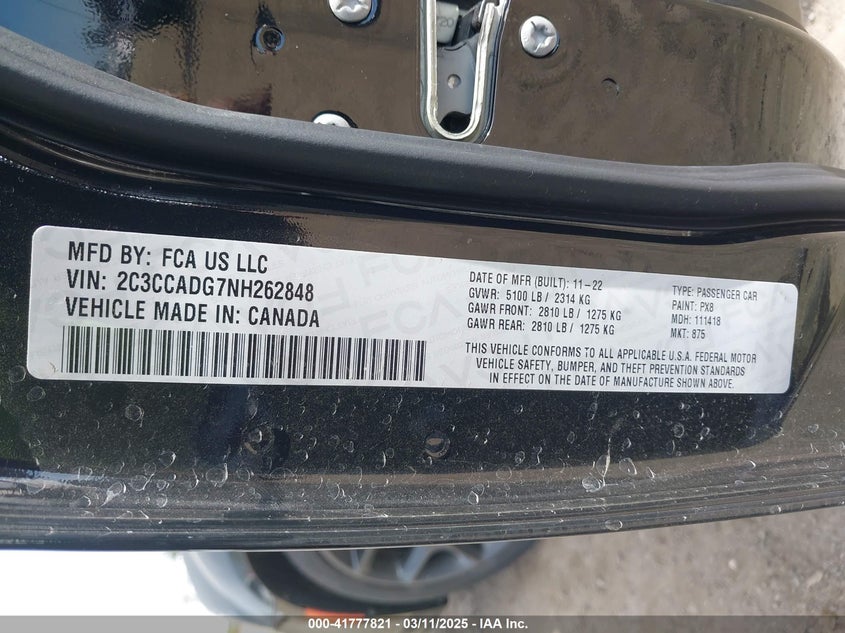 20
MFD BY: FCA US LLC
VIN: 2C3CCADG7NH262848
VEHICLE MADE IN: CANADA
DATE OF MFR (BUILT): 11-22
GVWR: 5100 LB / 2314 KG
GAWR FRONT: 2810 LB / 1275 KG
GAWR REAR: 2810 LB / 1275 KG
TYPE: PASSENGER CAR
PAINT: PX8
MDH: 111418
MKT: 875
THIS VEHICLE CONFORMS TO ALL APPLICABLE U.S.A. FEDERAL MOTOR
VEHICLE SAFETY, BUMPER, AND THEFT PREVENTION STANDARDS
IN EFFECT ON THE DATE OF MANUFACTURE SHOWN ABOVE.
000-41777821 - 03/11/2025 - IAA Inc.